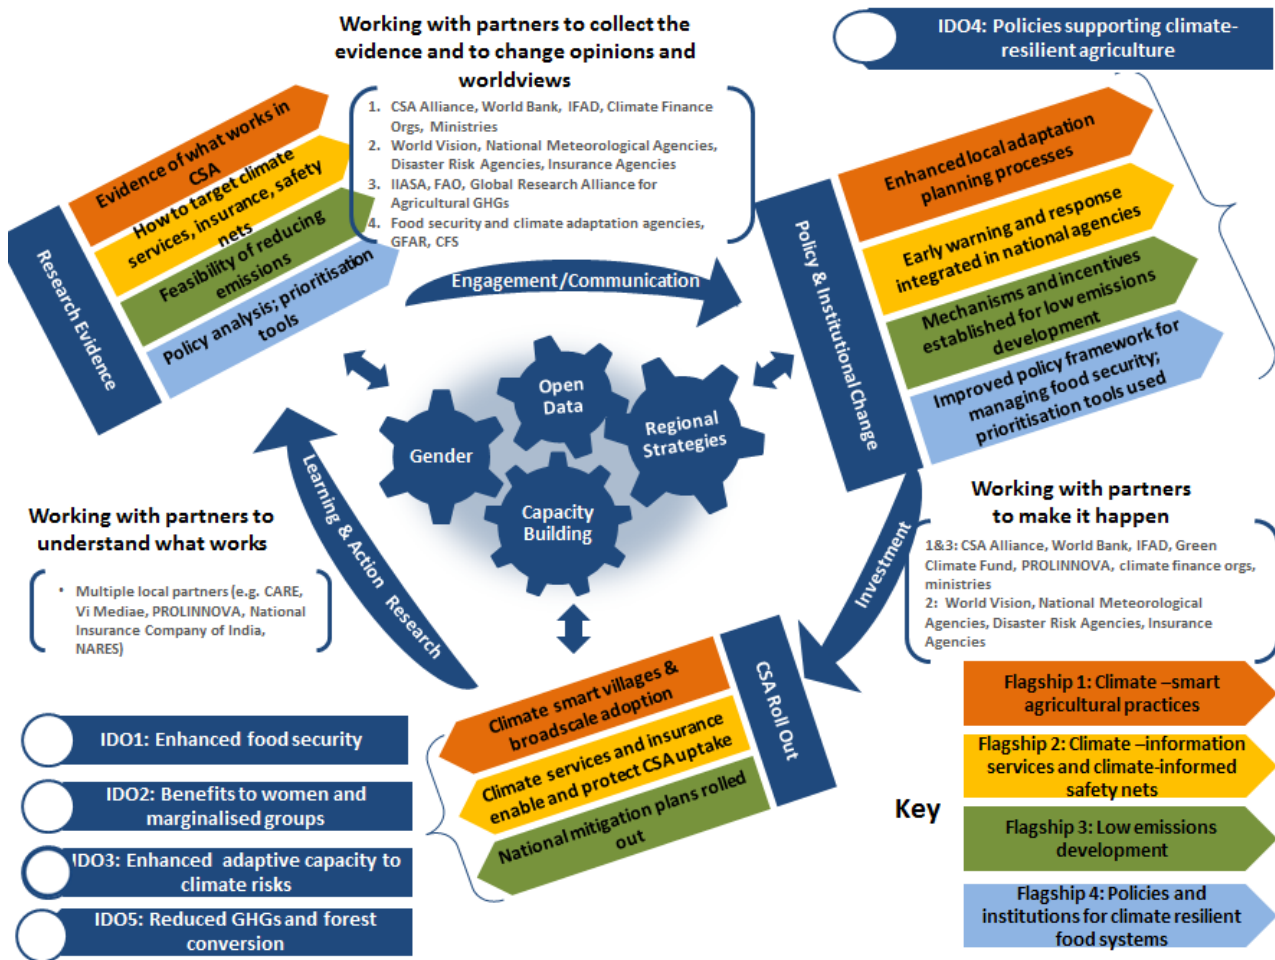 Working with partners to collect the
evidence and to change opinions and
worldviews
1. CSA Alliance, World Bank, IFAD, Climate Finance
Orgs, Ministries
2. World Vision, National Meteorological Agencies,
Disaster Risk Agencies, Insurance Agencies
3. IIASA, FAO, Global Research Alliance for
Agricultural GHGs
4. Food security and climate adaptation agencies,
GFAR, CFS
IDO4: Policies supporting climate-
resilient agriculture
Research Evidence
Evidence of what works in
CSA
How to target climate
services, insurance, safety
nets
Feasibility of reducing
emissions
Policy analysis; prioritisation
tools
Engagement/Communication
Policy & Institutional Change
Enhanced local adaptation
planning processes
Early warning and response
integrated in national agencies
Mechanisms and incentives
established for low emissions
development
Improved policy framework for
managing food security;
prioritisation tools used
Gender
Open
Data
Regional
Strategies
Capacity
Building
Learning & Action Research
Investment
Working with partners to
understand what works
• Multiple local partners (e.g. CARE,
Vi Mediae, PROLINNOVA, National
Insurance Company of India,
NARES)
Working with partners
to make it happen
1&3: CSA Alliance, World Bank, IFAD, Green
Climate Fund, PROLINNOVA, climate finance orgs,
ministries
2: World Vision, National Meteorological
Agencies, Disaster Risk Agencies, Insurance
Agencies
CSA Roll Out
Climate smart villages &
broadscale adoption
Climate services and insurance
enable and protect CSA uptake
National mitigation plans rolled
out
IDO1: Enhanced food security
IDO2: Benefits to women and
marginalised groups
IDO3: Enhanced adaptive capacity to
climate risks
IDO5: Reduced GHGs and forest
conversion
Key
Flagship 1: Climate –smart
agricultural practices
Flagship 2: Climate –information
services and climate-informed
safety nets
Flagship 3: Low emissions
development
Flagship 4: Policies and
institutions for climate resilient
food systems